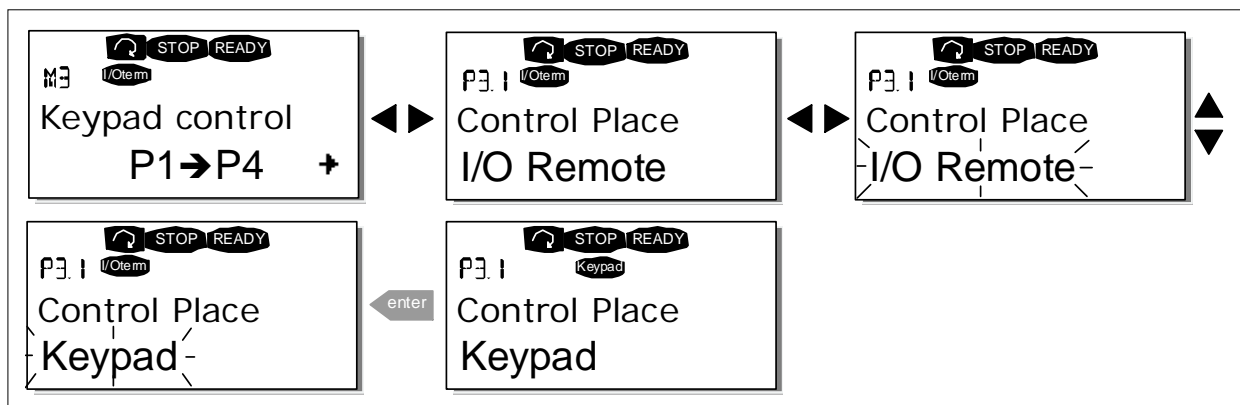 STOP READY
M3 I/Oterm
Keypad control
P1➔P4
STOP READY
P3.1 I/Oterm
Control Place
I/O Remote
STOP READY
P3.1 I/Oterm
Control Place
I/O Remote
STOP READY
P3.1 I/Oterm
Control Place
Keypad
enter
STOP READY
P3.1 Keypad
Control Place
Keypad